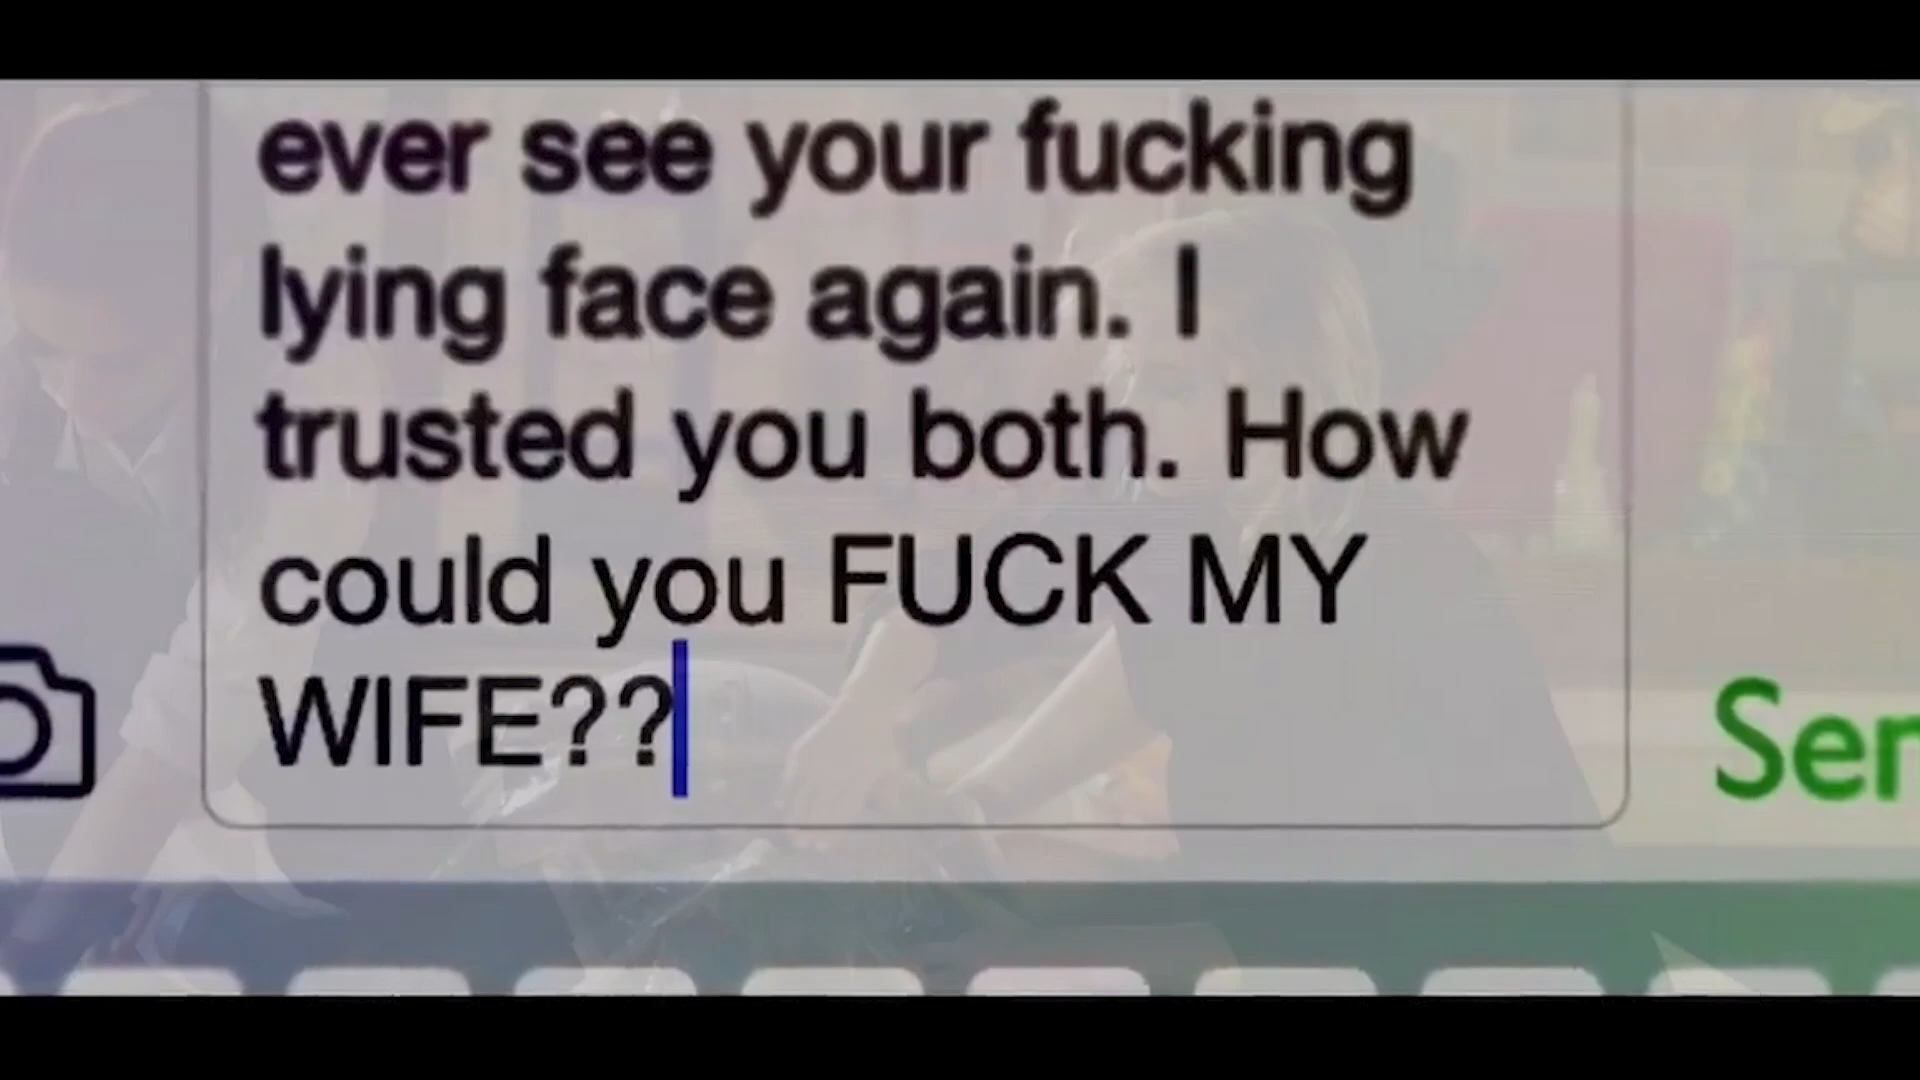 ever see your fucking
lying face again. I
trusted you both. How
could you FUCK MY
WIFE??